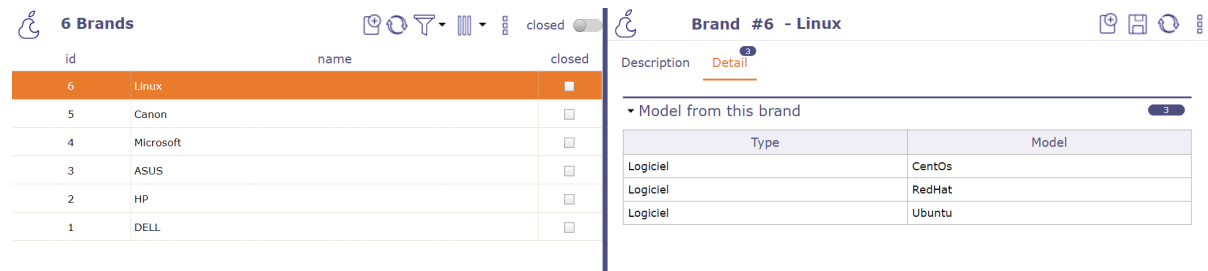 6 Brands
closed
id name closed
6 Linux
5 Canon
4 Microsoft
3 ASUS
2 HP
1 DELL
Brand #6 - Linux
Description Detail 3
Model from this brand 3
Type Model
Logiciel CentOs
Logiciel RedHat
Logiciel Ubuntu